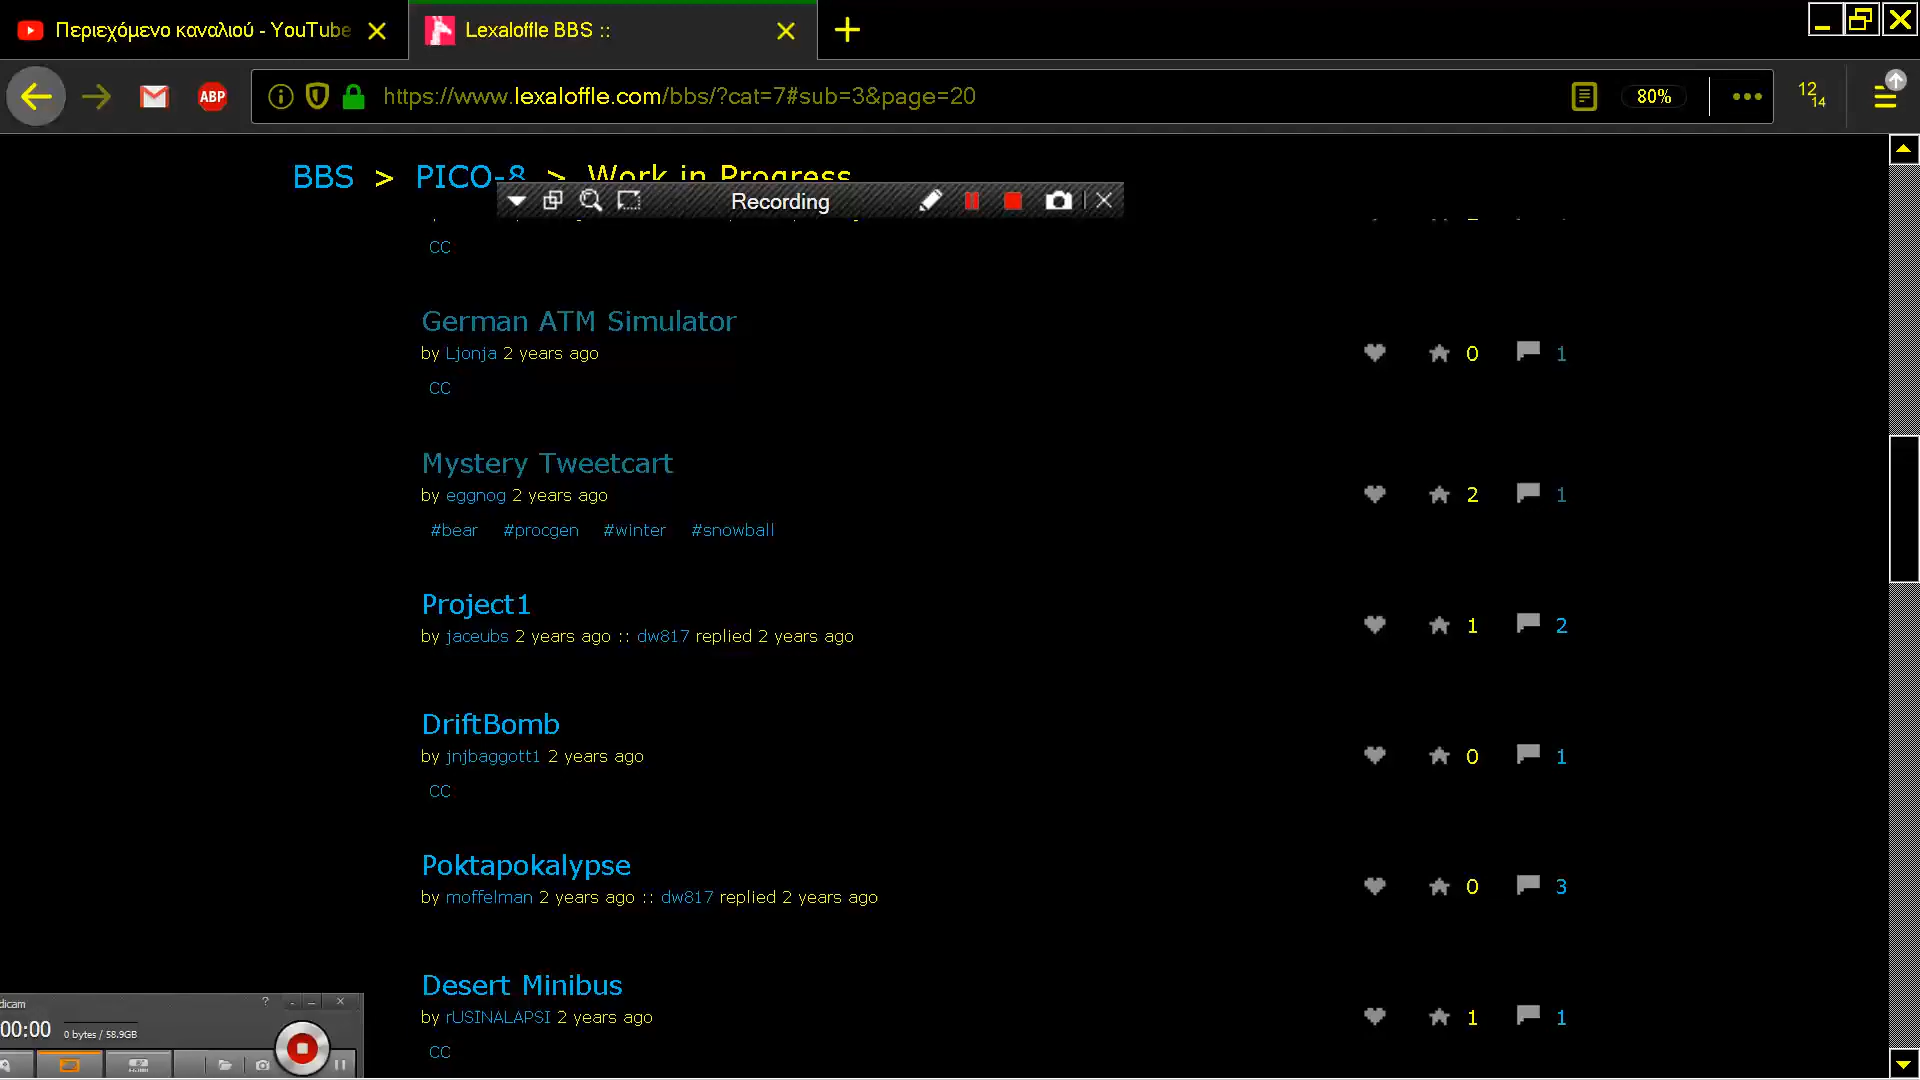 Περιεχόμενο καναλιού - YouTube
Lexaloffle BBS ::
ABP
https://www.lexaloffle.com/bbs/?cat=7#sub=3&page=20
80%
12
14
BBS > PICO-8 > Work in Progress
Recording
CC
German ATM Simulator
by Ljonja 2 years ago
0 1
CC
Mystery Tweetcart
by eggnog 2 years ago
2 1
#bear #procgen #winter #snowball
Project1
by jaceubs 2 years ago :: dw817 replied 2 years ago
1 2
DriftBomb
by jnjbaggott1 2 years ago
0 1
CC
Poktapokalypse
by moffelman 2 years ago :: dw817 replied 2 years ago
0 3
Desert Minibus
by rUSINALAPSI 2 years ago
1 1
CC
dicam
?
00:00
0 bytes / 58.9GB